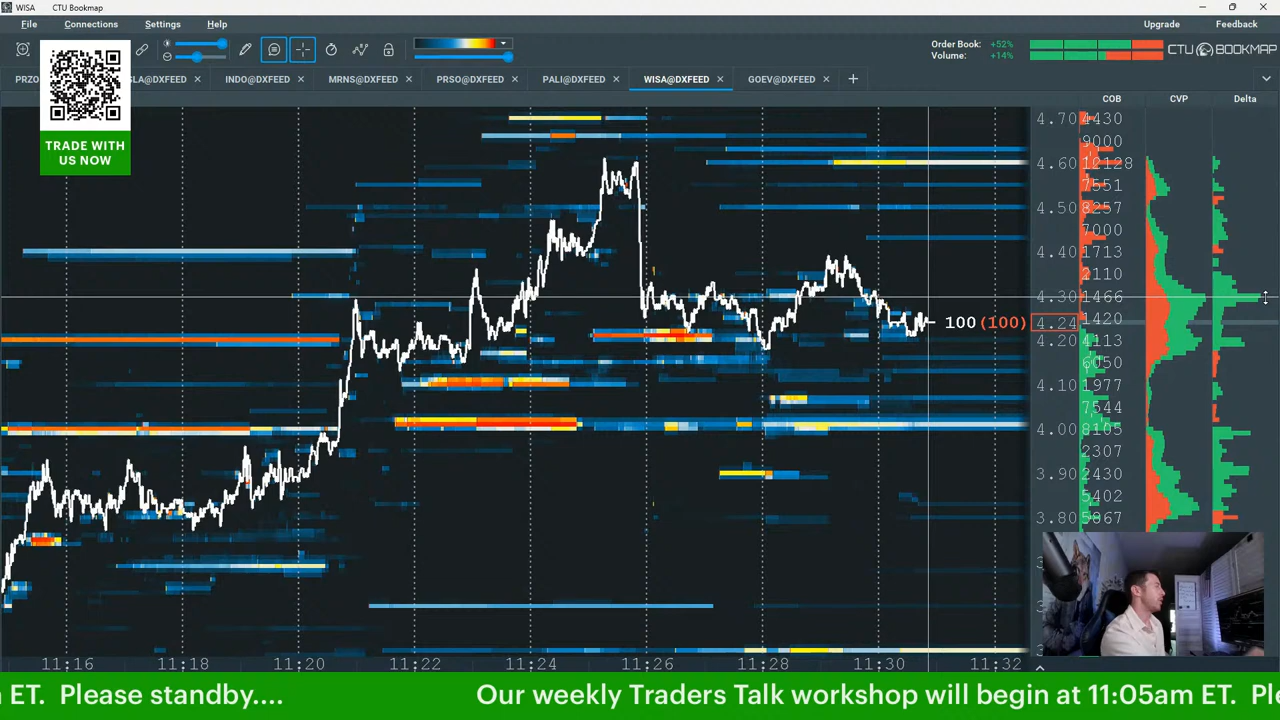 WISA
CTU Bookmap
File
Connections
Settings
Help
Upgrade
Feedback
Order Book: +52%
Volume: +14%
CTU BOOKMAP
TRADE WITH
US NOW
PRZO
SLA@DXFEED
INDO@DXFEED
MRNS@DXFEED
PRSO@DXFEED
PALI@DXFEED
WISA@DXFEED
GOEV@DXFEED
COB
CVP
Delta
4.70 4430
9000
4.60 12128
7551
4.50 8257
7000
4.40 1713
2110
4.30 1466
100 (100) 4.24 1420
4.20 4113
6050
4.10 1977
7544
4.00 8105
2307
3.90 2430
5402
3.80 5867
11:16
11:18
11:20
11:22
11:24
11:26
11:28
11:30
11:32
ET. Please standby.... Our weekly Traders Talk workshop will begin at 11:05am ET.